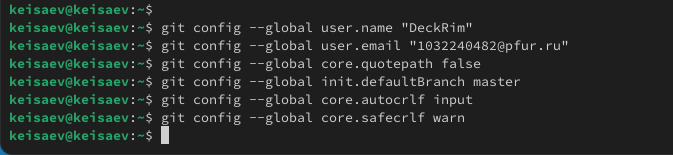 keisaev@keisaev:~$
keisaev@keisaev:~$ git config --global user.name "DeckRim"
keisaev@keisaev:~$ git config --global user.email "1032240482@pfur.ru"
keisaev@keisaev:~$ git config --global core.quotepath false
keisaev@keisaev:~$ git config --global init.defaultBranch master
keisaev@keisaev:~$ git config --global core.autocrlf input
keisaev@keisaev:~$ git config --global core.safecrlf warn
keisaev@keisaev:~$